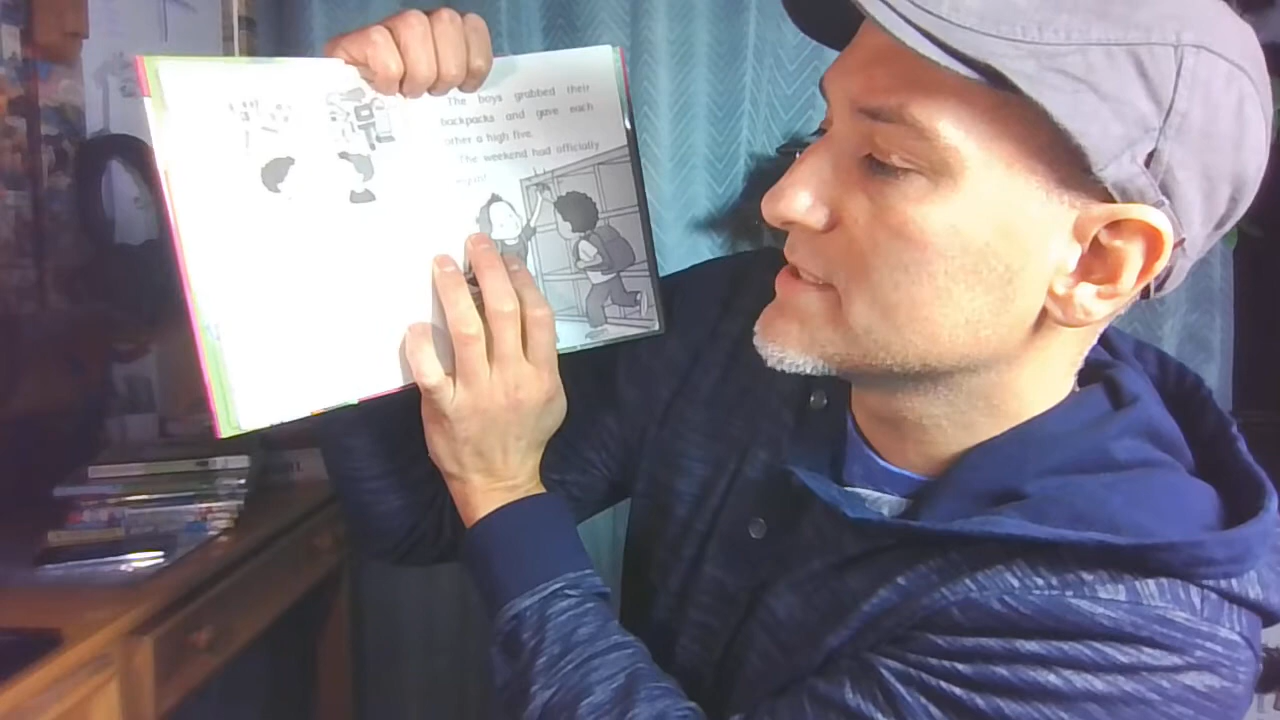 The boys grabbed their
backpacks and gave each
other a high five.
The weekend had officially